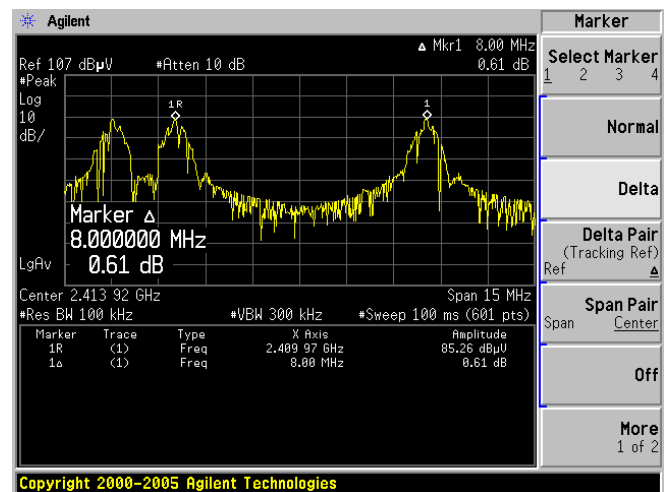 Agilent
Marker
Δ Mkr1 8.00 MHz
Ref 107 dBμV #Atten 10 dB 0.61 dB
#Peak
Log
10
dB/
1R
1
Marker Δ
8.000000 MHz
0.61 dB
LgAv
Center 2.413 92 GHz Span 15 MHz
#Res BW 100 kHz #VBW 300 kHz #Sweep 100 ms (601 pts)
Marker Trace Type X Axis Amplitude
1R (1) Freq 2.409 97 GHz 85.26 dBμV
1Δ (1) Freq 8.00 MHz 0.61 dB
Select Marker
1 2 3 4
Normal
Delta
Delta Pair
(Tracking Ref)
Ref Δ
Span Pair
Span Center
Off
More
1 of 2
Copyright 2000-2005 Agilent Technologies